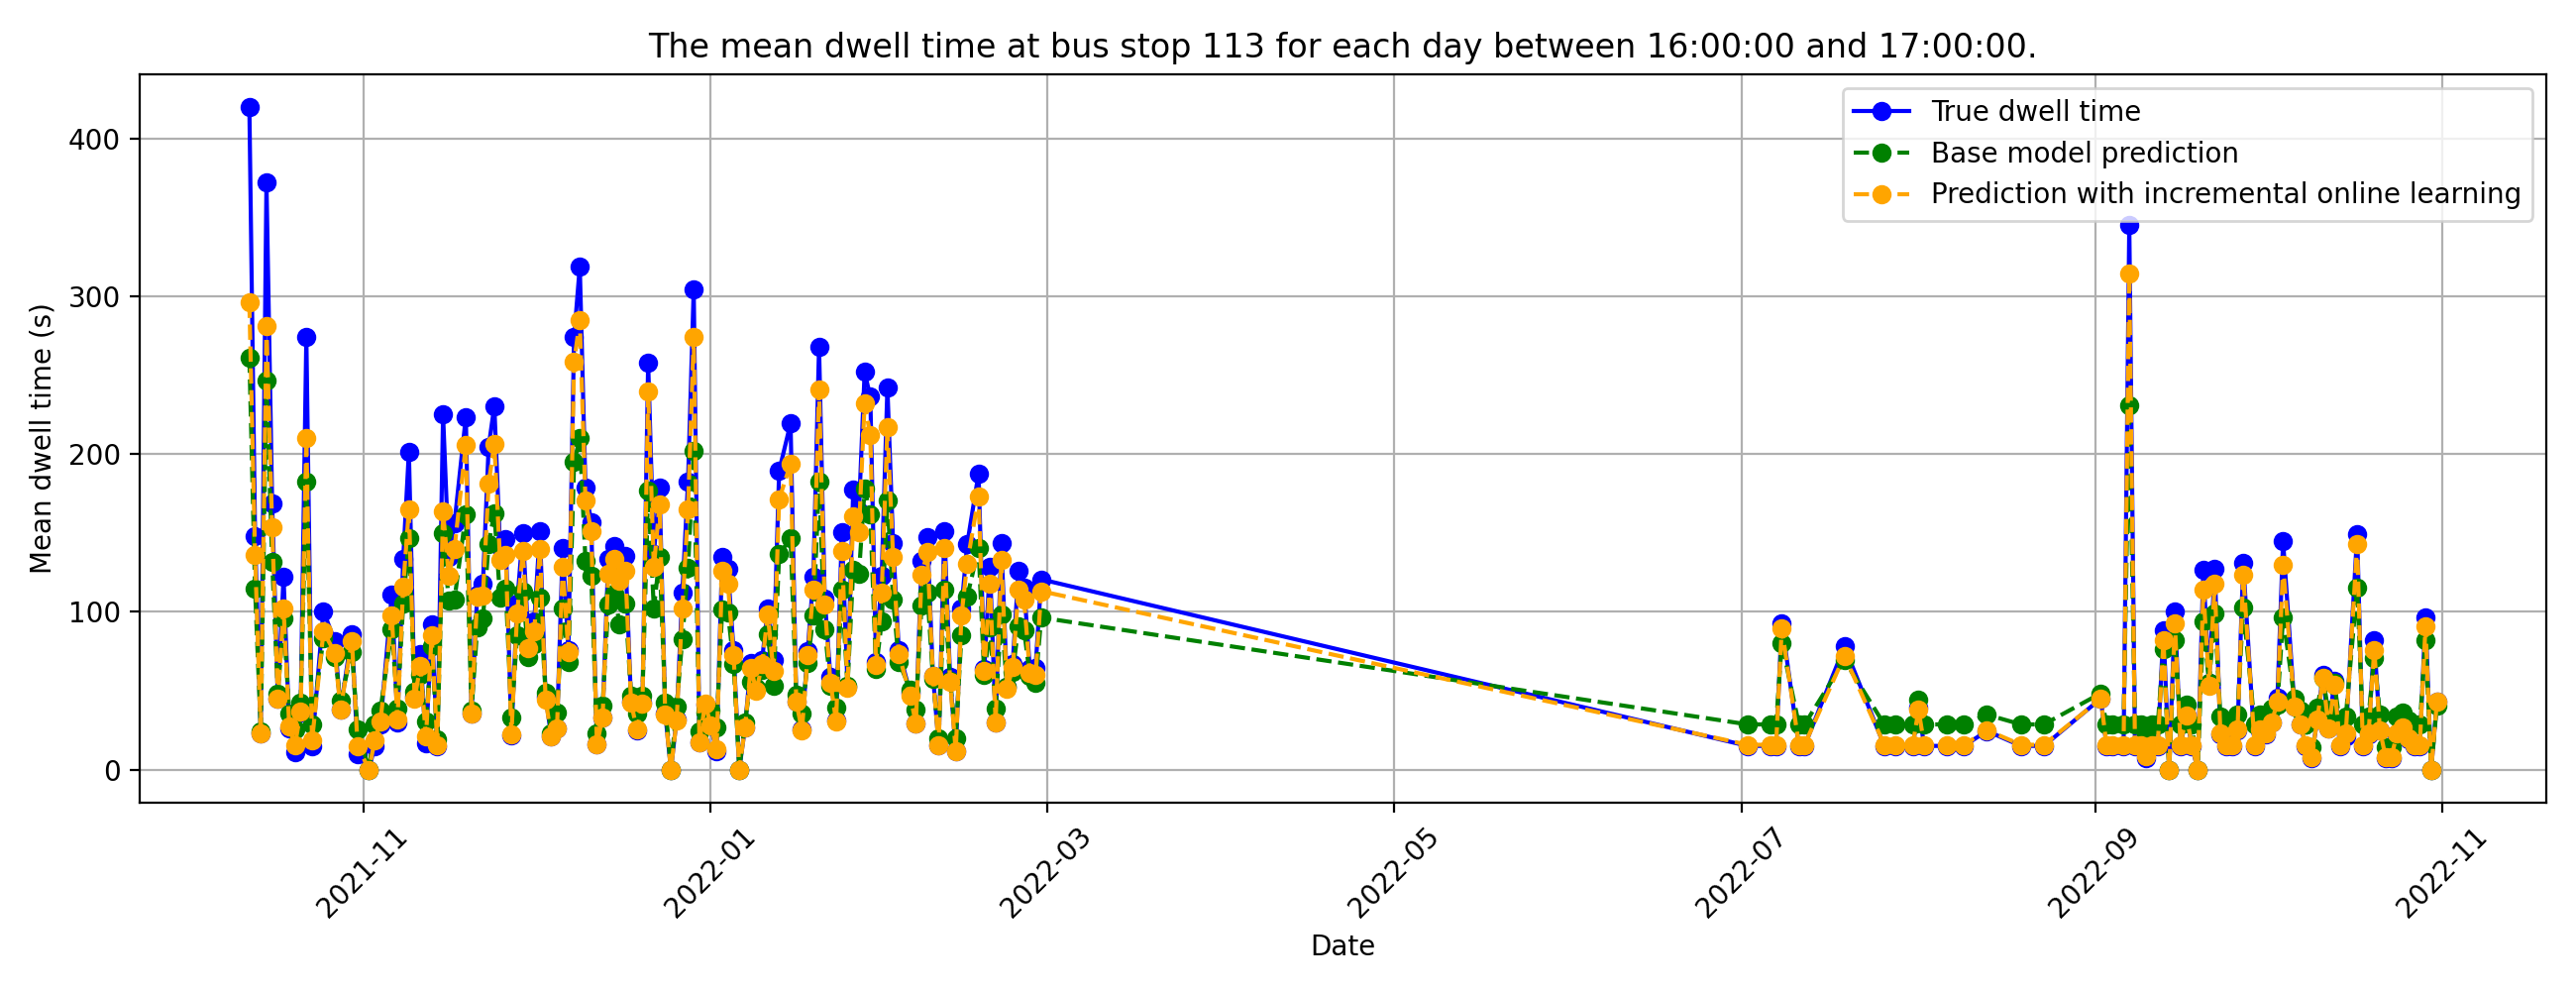 The mean dwell time at bus stop 113 for each day between 16:00:00 and 17:00:00.
True dwell time
Base model prediction
Prediction with incremental online learning
Mean dwell time (s)
400
300
200
100
0
2021-11
2022-01
2022-03
2022-05
2022-07
2022-09
2022-11
Date